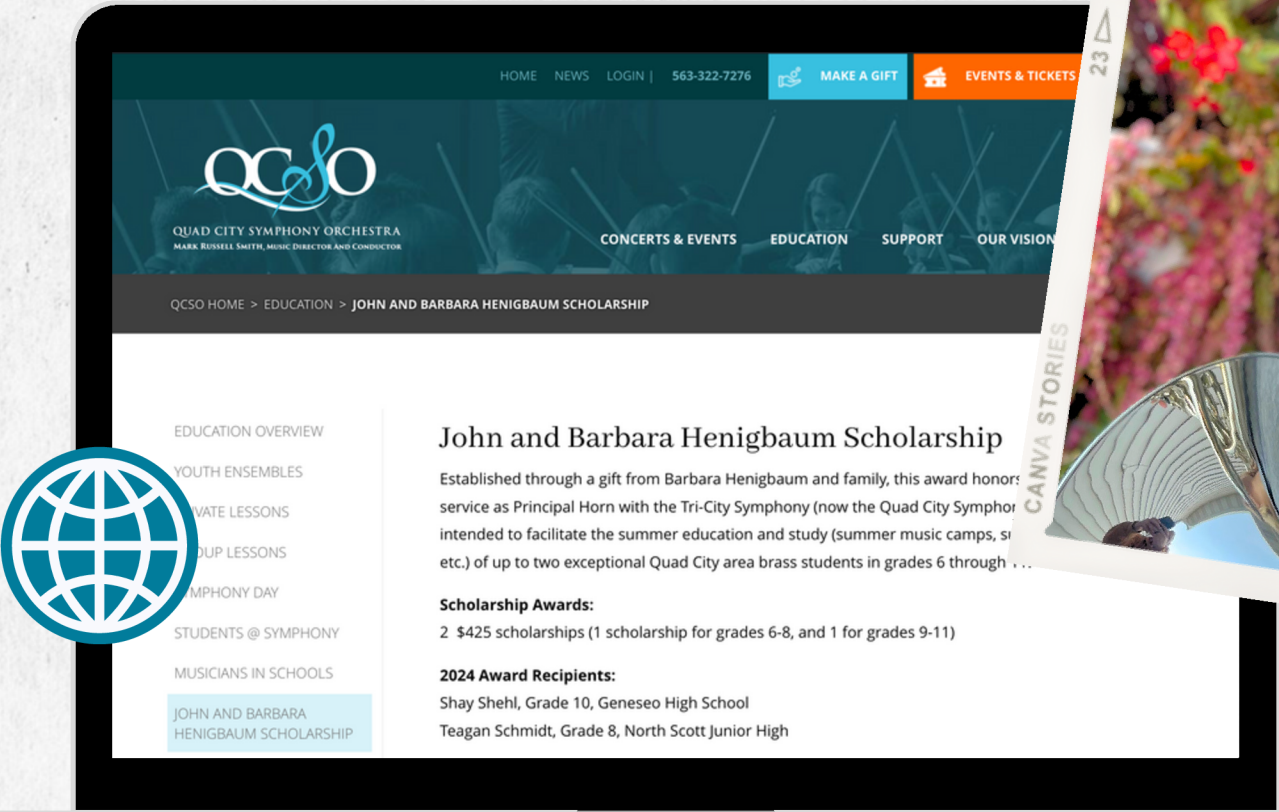 HOME NEWS LOGIN | 563-322-7276 MAKE A GIFT EVENTS & TICKETS
23
QCSO
QUAD CITY SYMPHONY ORCHESTRA
MARK RUSSELL SMITH, MUSIC DIRECTOR AND CONDUCTOR
CONCERTS & EVENTS EDUCATION SUPPORT OUR VISION
QCSO HOME > EDUCATION > JOHN AND BARBARA HENIGBAUM SCHOLARSHIP
CANVA STORIES
EDUCATION OVERVIEW
YOUTH ENSEMBLES
LESSONS
LESSONS
DAY
STUDENTS @ SYMPHONY
MUSICIANS IN SCHOOLS
JOHN AND BARBARA
HENIGBAUM SCHOLARSHIP
John and Barbara Henigbaum Scholarship
Established through a gift from Barbara Henigbaum and family, this award honors
service as Principal Horn with the Tri-City Symphony (now the Quad City
intended to facilitate the summer education and study (summer music camps,
etc.) of up to two exceptional Quad City area brass students in grades 6 through
Scholarship Awards:
2 $425 scholarships (1 scholarship for grades 6-8, and 1 for grades 9-11)
2024 Award Recipients:
Shay Shehl, Grade 10, Geneseo High School
Teagan Schmidt, Grade 8, North Scott Junior High